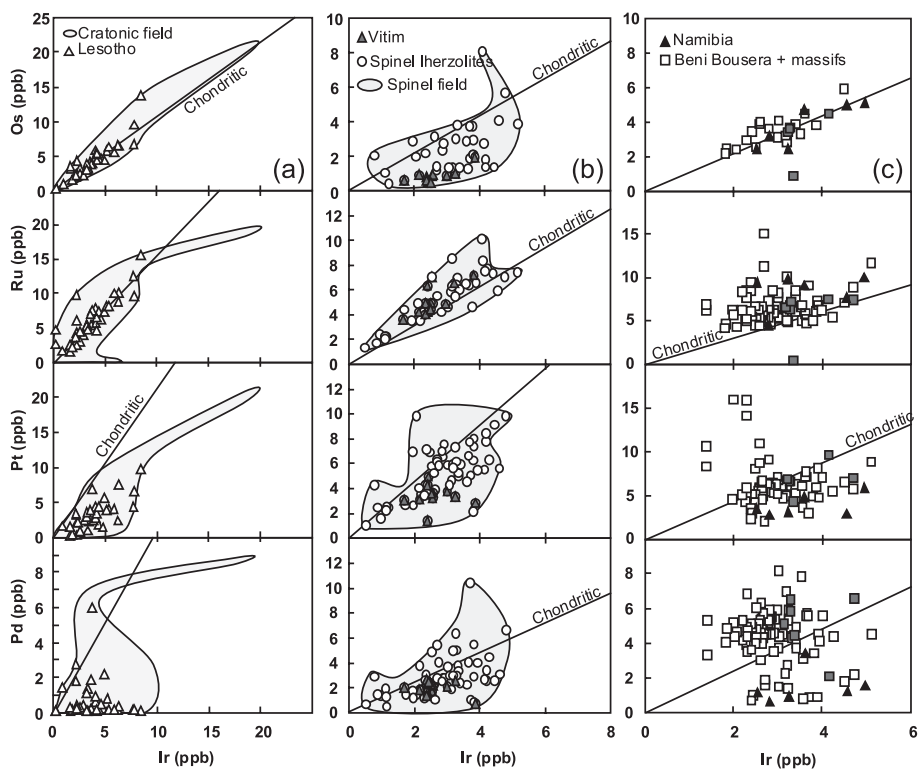 25
20
15
10
5
0
Os (ppb)
Cratonic field
Lesotho
Chondritic
(a)
10
8
6
4
2
0
Vitim
Spinel lherzolites
Spinel field
Chondritic
(b)
10
8
6
4
2
0
Namibia
Beni Bousera + massifs
(c)
20
15
10
5
0
Ru (ppb)
12
10
8
6
4
2
0
Chondritic
15
10
5
0
Chondritic
20
10
0
Pt (ppb)
Chondritic
12
10
8
6
4
2
0
15
10
5
0
Chondritic
8
6
4
2
0
Pd (ppb)
0 5 10 15 20 25
Ir (ppb)
12
10
8
6
4
2
0
Chondritic
0 2 4 6 8
Ir (ppb)
8
6
4
2
0
0 2 4 6
Ir (ppb)